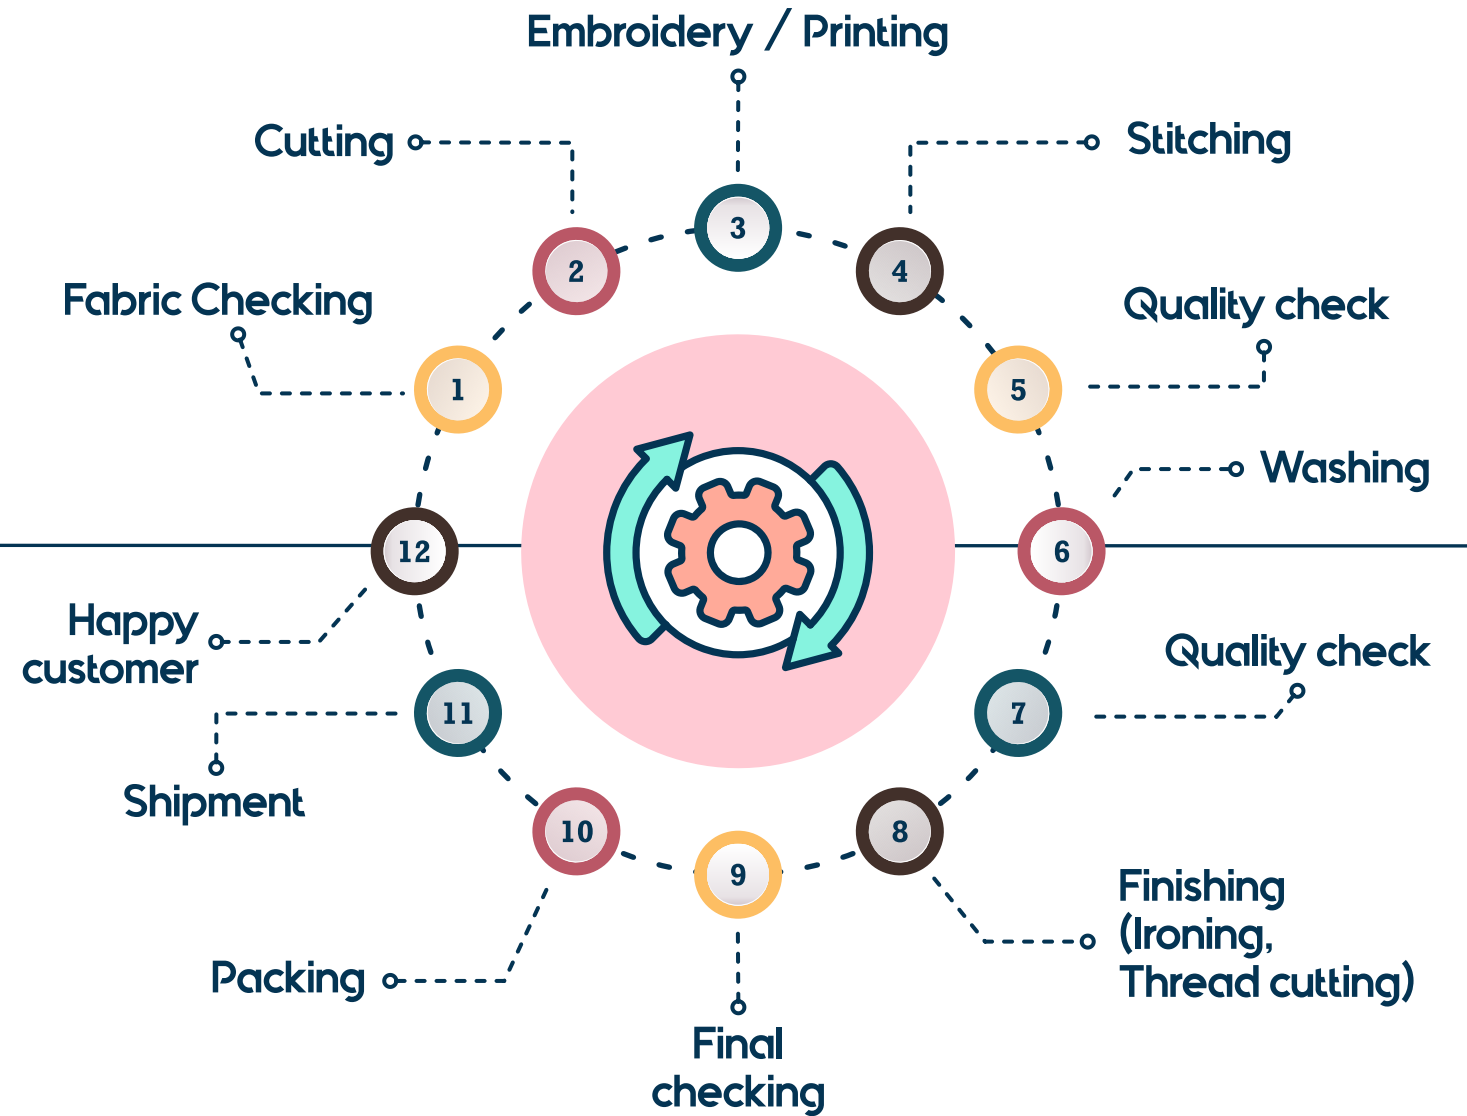 Embroidery / Printing
Cutting
Stitching
3
2
4
Fabric Checking
Quality check
1
5
Washing
12
6
Happy
customer
Quality check
11
7
Shipment
10
8
9
Finishing
(Ironing,
Thread cutting)
Packing
Final
checking